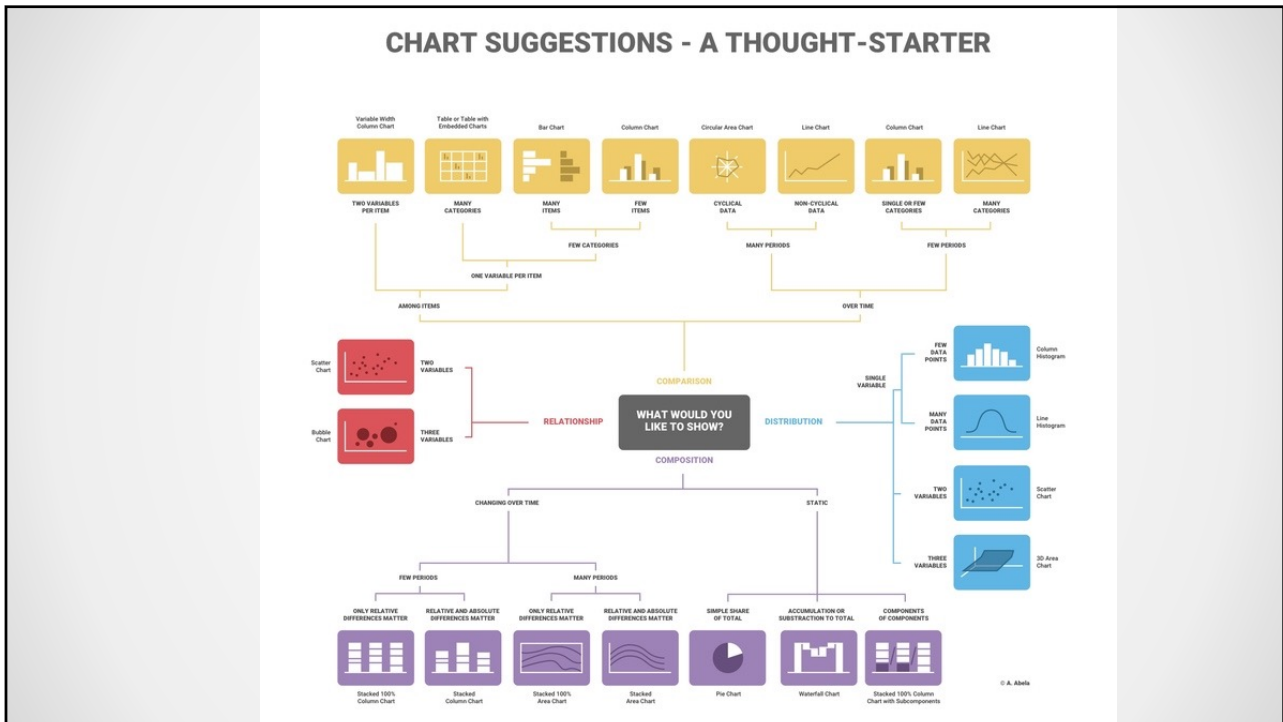 CHART SUGGESTIONS - A THOUGHT-STARTER
Variable Width
Column Chart
Table or Table with
Embedded Charts
Bar Chart
Column Chart
Circular Area Chart
Line Chart
Column Chart
Line Chart
TWO VARIABLES
PER ITEM
MANY
CATEGORIES
MANY
ITEMS
FEW
ITEMS
CYCLICAL
DATA
NON-CYCLICAL
DATA
SINGLE OR FEW
CATEGORIES
MANY
CATEGORIES
FEW CATEGORIES
MANY PERIODS
FEW PERIODS
ONE VARIABLE PER ITEM
AMONG ITEMS
OVER TIME
COMPARISON
WHAT WOULD YOU
LIKE TO SHOW?
RELATIONSHIP
Scatter
Chart
TWO
VARIABLES
Bubble
Chart
THREE
VARIABLES
DISTRIBUTION
SINGLE
VARIABLE
FEW
DATA
POINTS
Column
Histogram
MANY
DATA
POINTS
Line
Histogram
TWO
VARIABLES
Scatter
Chart
THREE
VARIABLES
3D Area
Chart
COMPOSITION
CHANGING OVER TIME
STATIC
FEW PERIODS
MANY PERIODS
ONLY RELATIVE
DIFFERENCES MATTER
RELATIVE AND ABSOLUTE
DIFFERENCES MATTER
ONLY RELATIVE
DIFFERENCES MATTER
RELATIVE AND ABSOLUTE
DIFFERENCES MATTER
SIMPLE SHARE
OF TOTAL
ACCUMULATION OR
SUBSTRACTION TO TOTAL
COMPONENTS
OF COMPONENTS
Stacked 100%
Column Chart
Stacked
Column Chart
Stacked 100%
Area Chart
Stacked
Area Chart
Pie Chart
Waterfall Chart
Stacked 100% Column
Chart with Subcomponents
© A. Abela